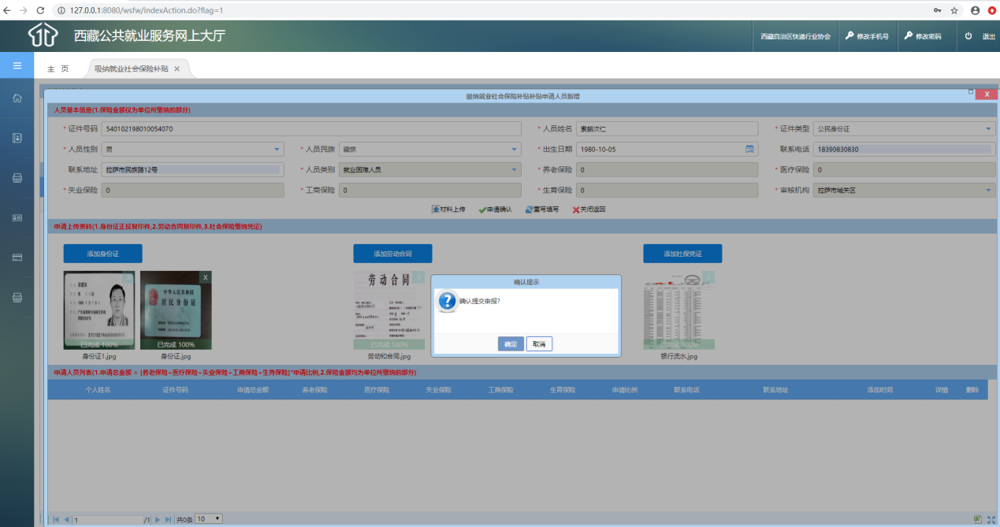 127.0.0.1:8080/wsfw/indexAction.do?flag=1
西藏公共就业服务网上大厅
西藏自治区快递行业协会 修改手机号 修改密码 退出
主 页 吸纳就业社会保险补贴 ×
吸纳就业社会保险补贴补贴申请人员新增 X
人员基本信息(1.保险金额仅为单位所缴纳的部分)
* 证件号码 540102198010054070 * 人员姓名 索朗次仁 * 证件类型 公民身份证
* 人员性别 男 * 人员民族 藏族 * 出生日期 1980-10-05 联系电话 18390830830
联系地址 拉萨市民族路12号 * 人员类别 就业困难人员 * 养老保险 0 * 医疗保险 0
* 失业保险 0 * 工商保险 0 * 生育保险 0 * 审核机构 拉萨市城关区
材料上传 申请确认 重写填写 关闭返回
申请上传资料(1.身份证正反复印件,2.劳动合同复印件,3.社会保险缴纳凭证)
添加身份证 添加劳动合同 添加社保凭证
中华人民共和国
居民身份证
劳动合同
已完成 100% 已完成 100% 已完成 100% 已完成 100%
身份证1.jpg 身份证.jpg 劳动和合同.jpg 银行流水.jpg
确认提示
确认提交申报?
确定 取消
申请人员列表(1.申请总金额 = [养老保险+医疗保险+失业保险+工商保险+生育保险]*申请比例,2.保险金额均为单位所缴纳的部分)
个人姓名 证件号码 申请总金额 养老保险 医疗保险 失业保险 工商保险 生育保险 申请比例 联系电话 联系地址 添加时间 详情 删除
1 /1 共0条 10